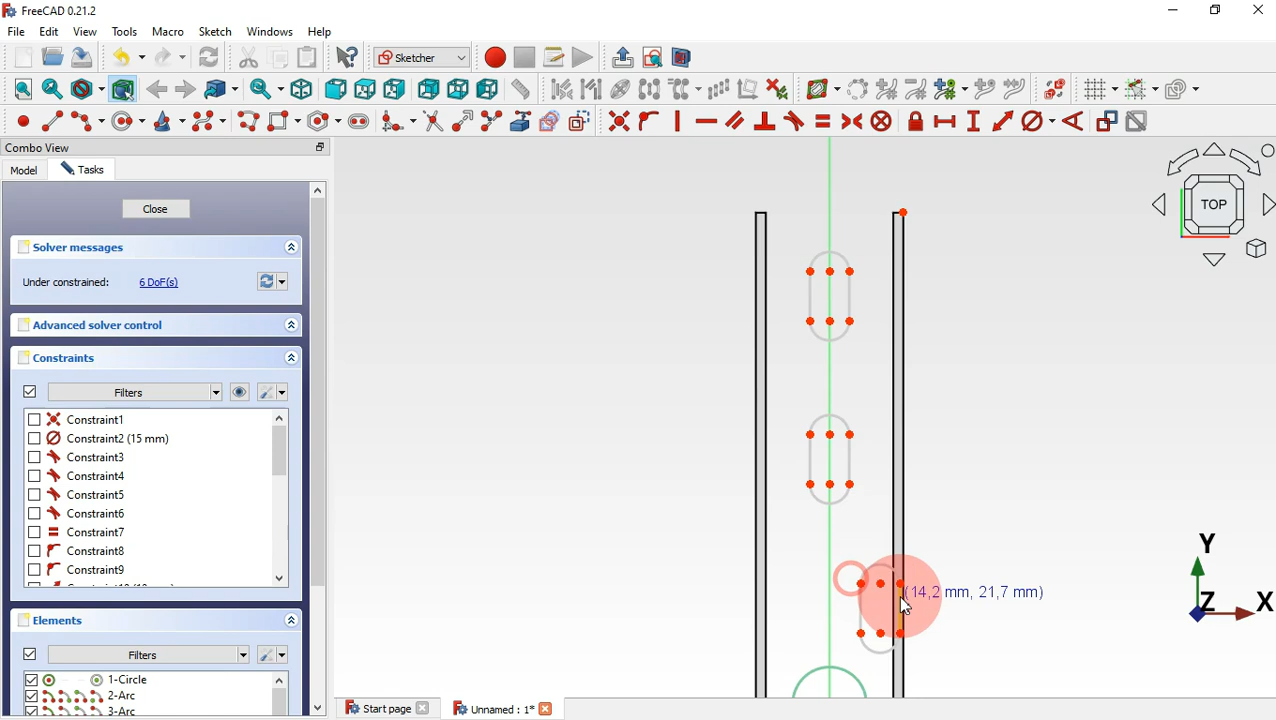 FreeCAD 0.21.2
File Edit View Tools Macro Sketch Windows Help
Sketcher
Combo View
Model Tasks
Close
Solver messages
Under constrained: 6 DoF(s)
Advanced solver control
Constraints
Filters
Constraint1
Constraint2 (15 mm)
Constraint3
Constraint4
Constraint5
Constraint6
Constraint7
Constraint8
Constraint9
Elements
Filters
1-Circle
2-Arc
3-Arc
TOP
(14,2 mm, 21,7 mm)
Y
Z
X
Start page
Unnamed : 1*